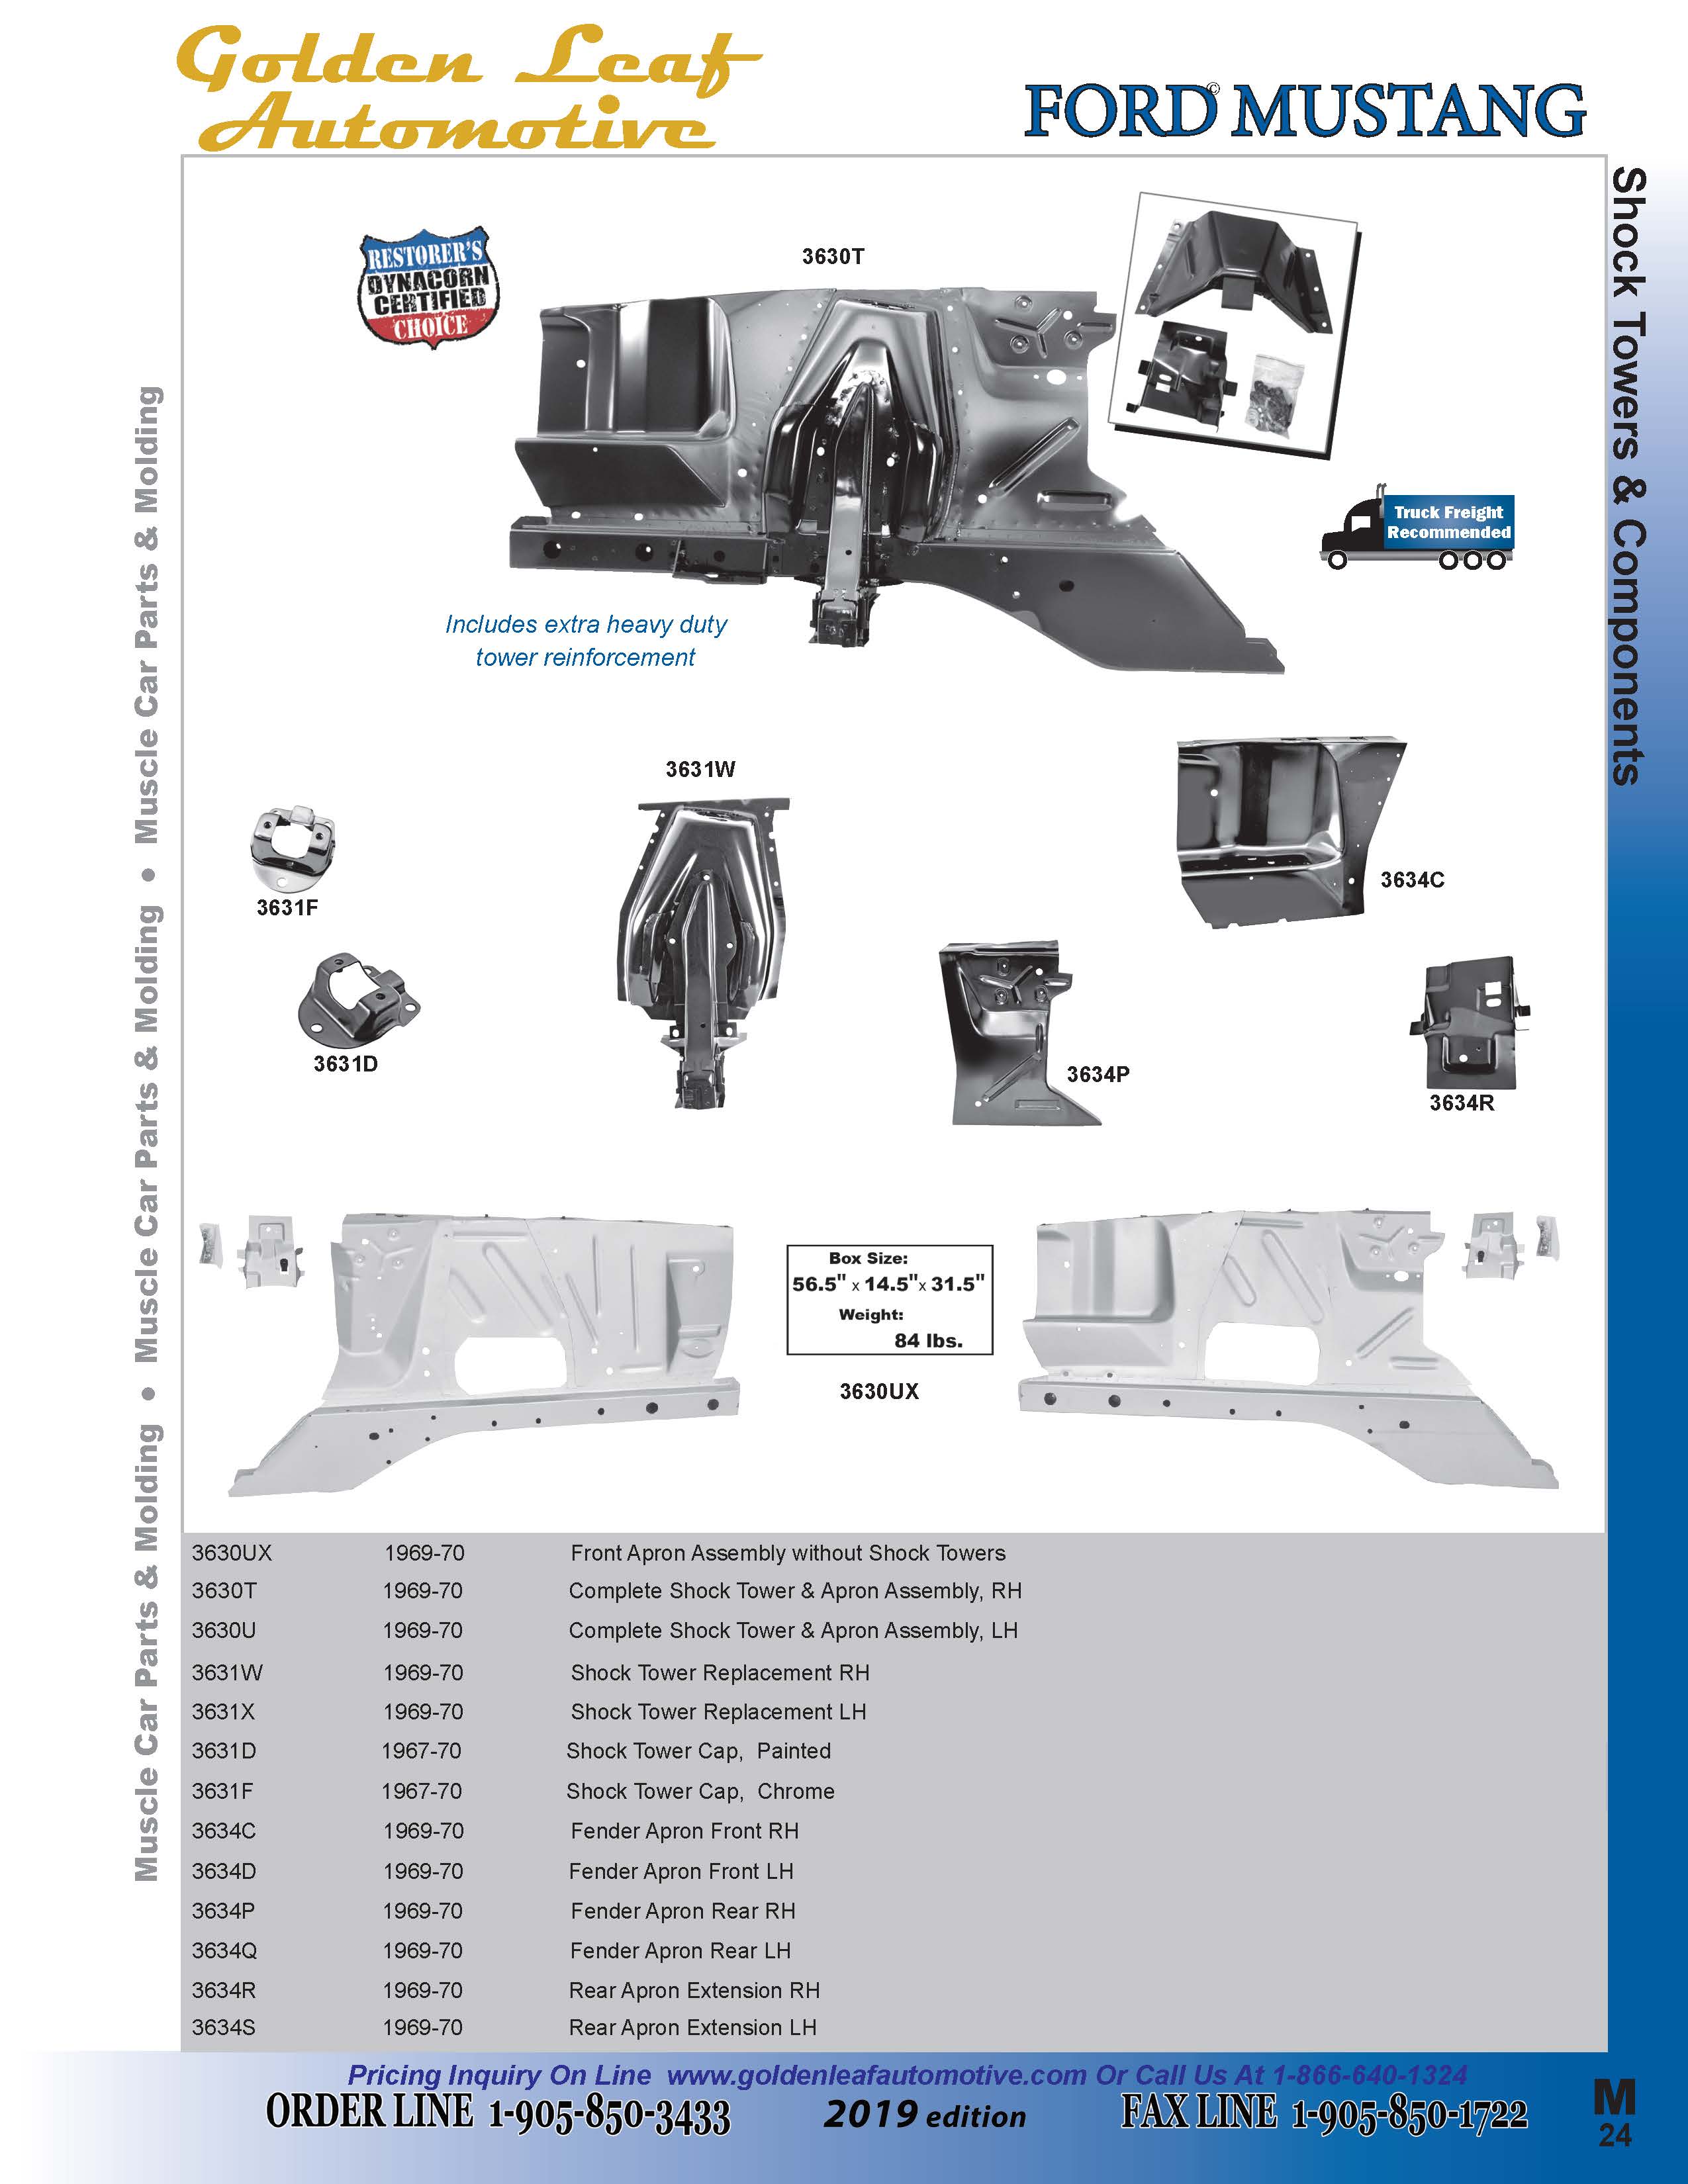 Golden Leaf
Automotive
FORD© MUSTANG
Shock Towers & Components
Muscle Car Parts & Molding • Muscle Car Parts & Molding • Muscle Car Parts & Molding
RESTORER'S
DYNACORN
CERTIFIED
CHOICE
3630T
Truck Freight
Recommended
Includes extra heavy duty
tower reinforcement
3631W
3634C
3631F
3631D
3634P
3634R
Box Size:
56.5" x 14.5"x 31.5"
Weight:
84 lbs.
3630UX
3630UX 1969-70 Front Apron Assembly without Shock Towers
3630T 1969-70 Complete Shock Tower & Apron Assembly, RH
3630U 1969-70 Complete Shock Tower & Apron Assembly, LH
3631W 1969-70 Shock Tower Replacement RH
3631X 1969-70 Shock Tower Replacement LH
3631D 1967-70 Shock Tower Cap, Painted
3631F 1967-70 Shock Tower Cap, Chrome
3634C 1969-70 Fender Apron Front RH
3634D 1969-70 Fender Apron Front LH
3634P 1969-70 Fender Apron Rear RH
3634Q 1969-70 Fender Apron Rear LH
3634R 1969-70 Rear Apron Extension RH
3634S 1969-70 Rear Apron Extension LH
Pricing Inquiry On Line www.goldenleafautomotive.com Or Call Us At 1-866-640-1324
ORDER LINE 1-905-850-3433 2019 edition FAX LINE 1-905-850-1722
M
24